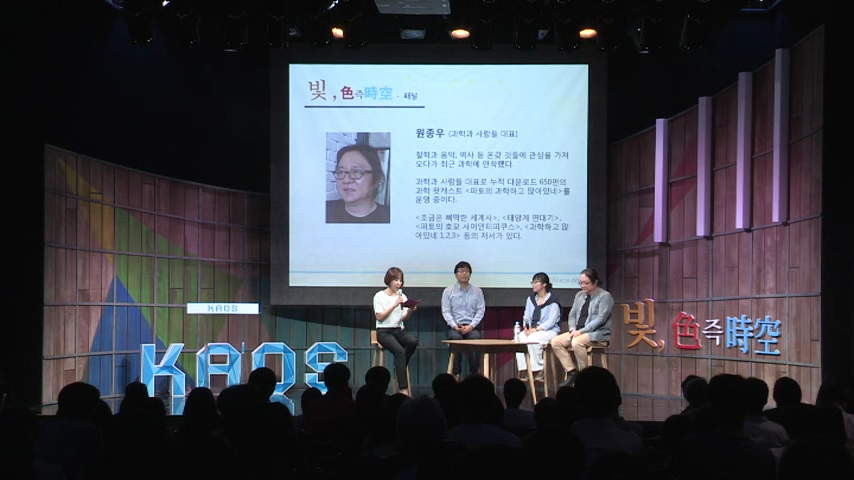 빛, 色즉時空 - 패널
원종우 (과학과 사람들 대표)
철학과 음악, 역사 등 온갖 것들에 관심을 가져
오다가 최근 과학에 안착했다.
과학과 사람들 대표로 누적 다운로드 650만의
과학 팟캐스트 <파토의 과학하고 앉아있네>를
운영 중이다.
<조금은 삐딱한 세계사>, <태양계 연대기>,
<파토의 호모 사이언티피쿠스>, <과학하고 앉
아있네 1,2,3> 등의 저서가 있다.
KAOS
KAOS
빛, 色즉時空